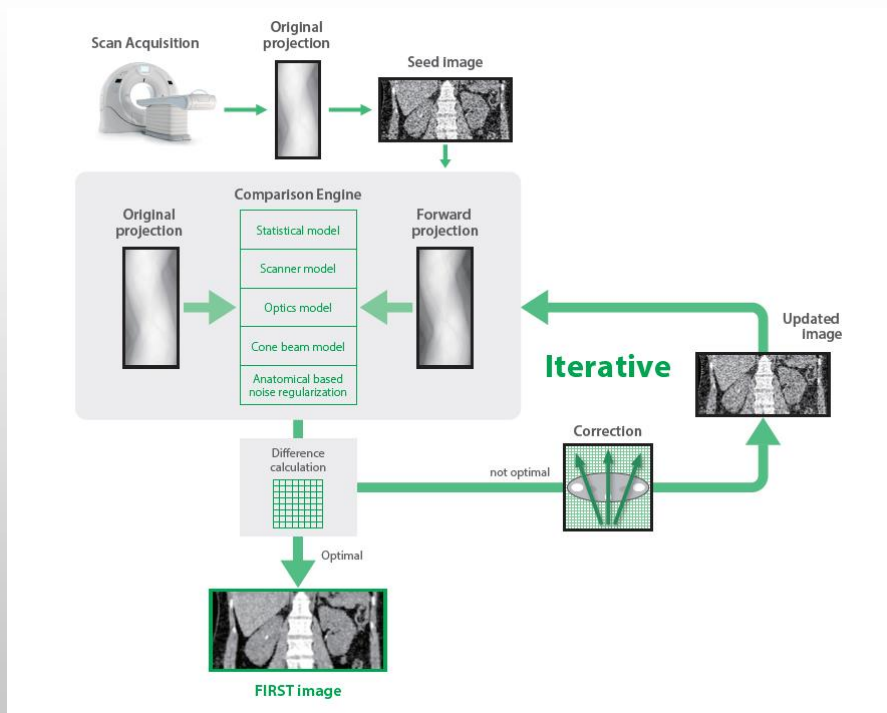 Scan Acquisition
Original
projection
Seed image
Comparison Engine
Original
projection
Statistical model
Scanner model
Optics model
Cone beam model
Anatomical based
noise regularization
Forward
projection
Iterative
Updated
image
Correction
not optimal
Difference
calculation
Optimal
FIRST image